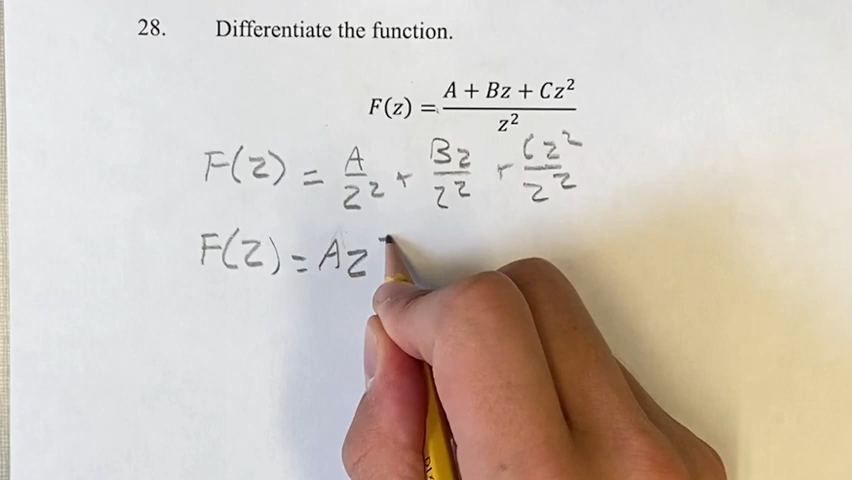 28. Differentiate the function.
F(z) = A + Bz + Cz² / z²
F(z) = A/z² + Bz/z² + Cz²/z²
F(z) = Az⁻